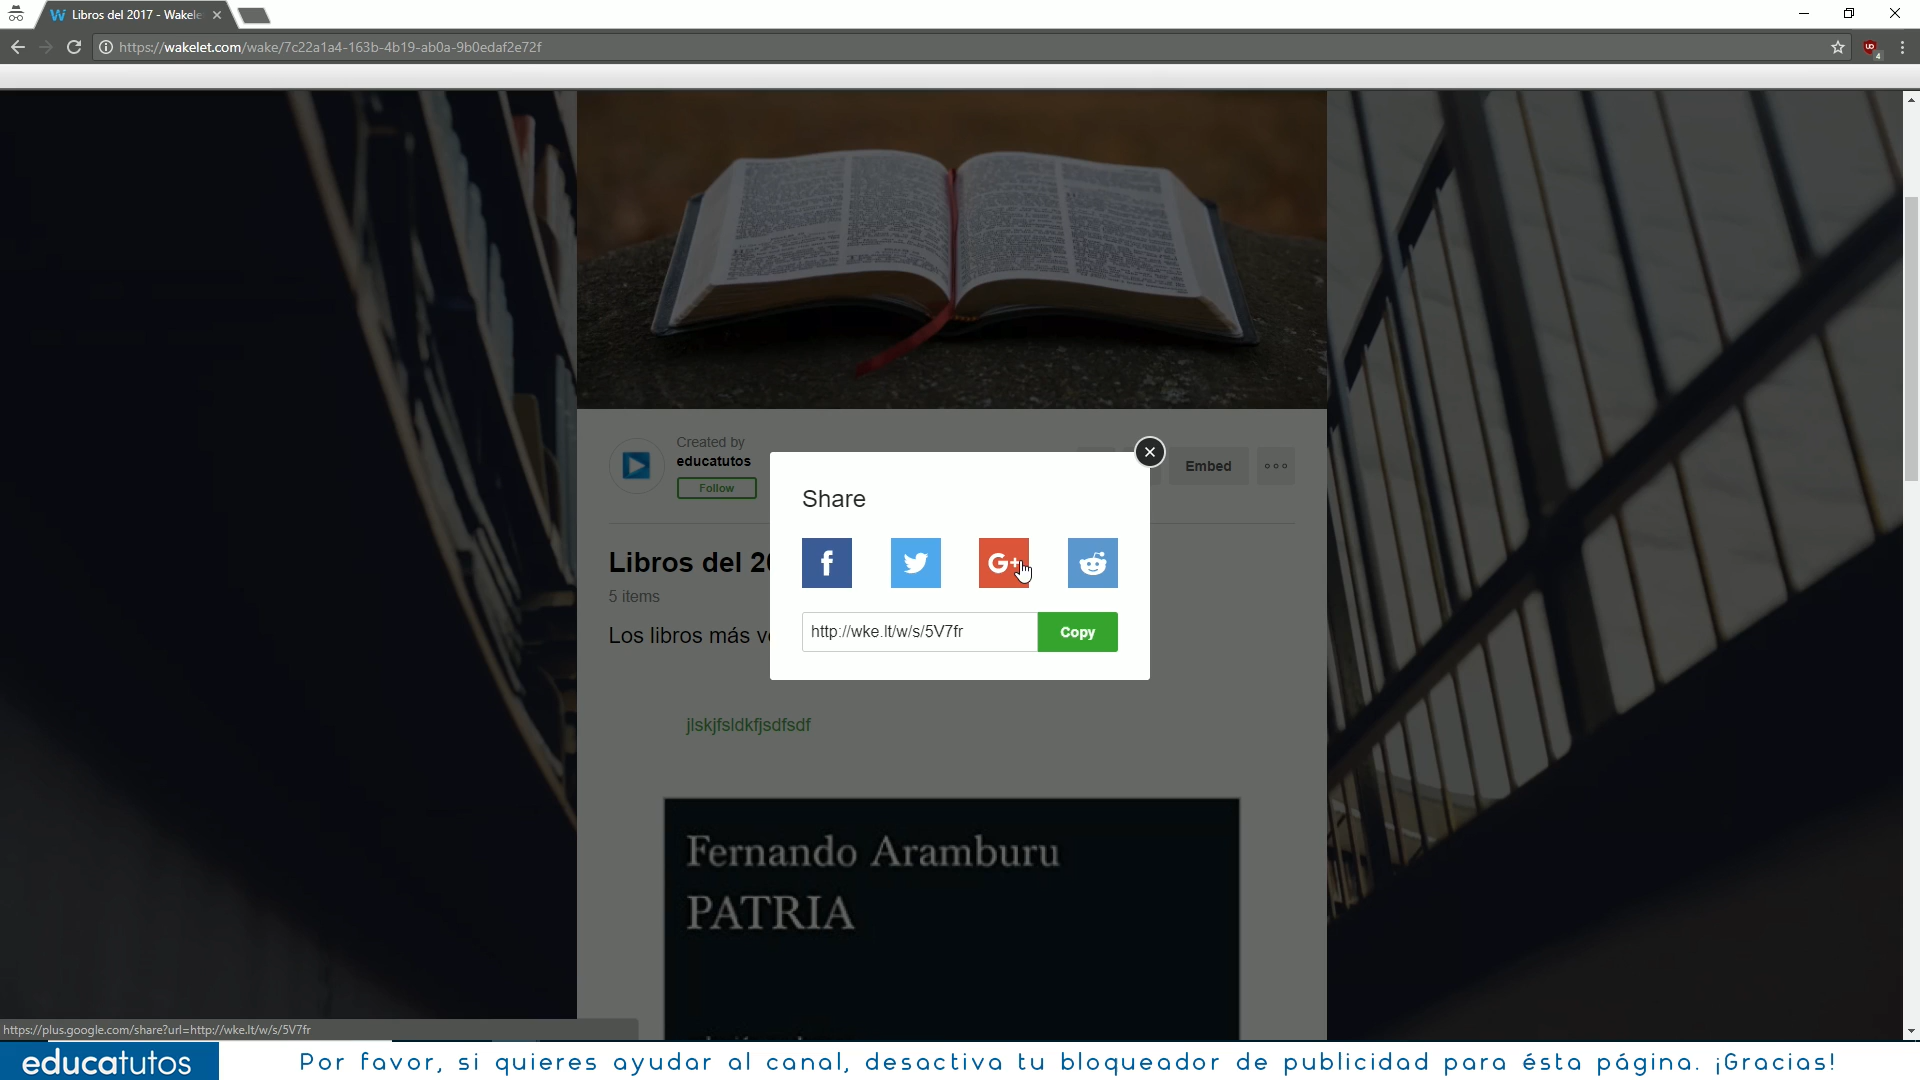 Libros del 2017 - Wakele
https://wakelet.com/wake/7c22a1a4-163b-4b19-ab0a-9b0edaf2e72f
4
Created by
educatutos
Follow
Embed
Share
Libros del 20
5 items
Los libros más v
G+
http://wke.lt/w/s/5V7fr
Copy
jlskjfsldkfjsdfsdf
Fernando Aramburu
PATRIA
https://plus.google.com/share?url=http://wke.lt/w/s/5V7fr
educatutos
Por favor, si quieres ayudar al canal, desactiva tu bloqueador de publicidad para ésta página. ¡Gracias!